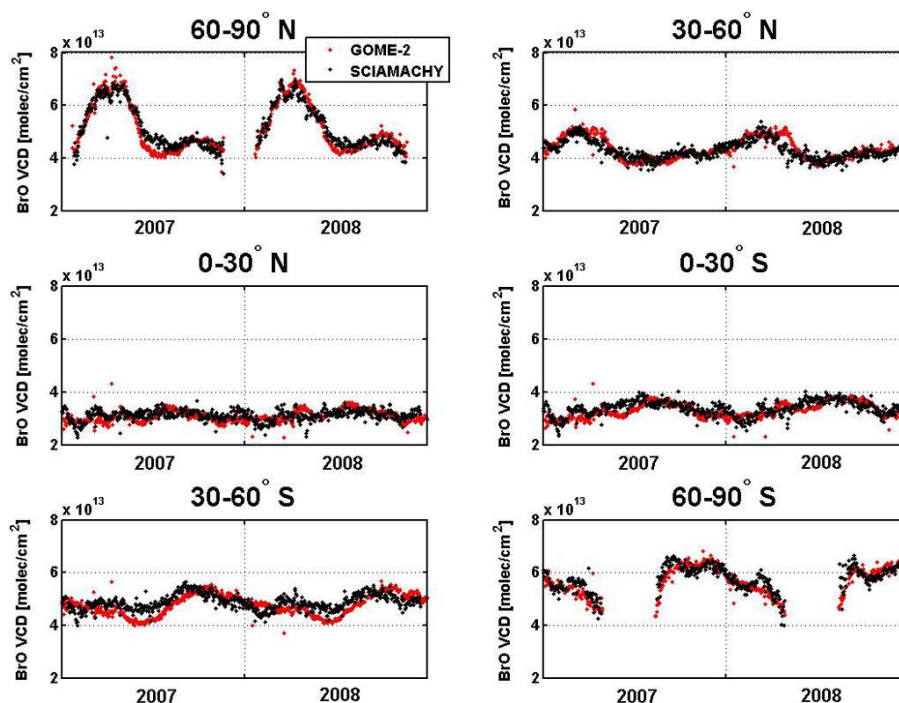 60-90° N
x 10^13
BrO VCD [molec/cm^2]
8
6
4
2
2007
2008
GOME-2
SCIAMACHY
30-60° N
x 10^13
BrO VCD [molec/cm^2]
8
6
4
2
2007
2008
0-30° N
x 10^13
BrO VCD [molec/cm^2]
8
6
4
2
2007
2008
0-30° S
x 10^13
BrO VCD [molec/cm^2]
8
6
4
2
2007
2008
30-60° S
x 10^13
BrO VCD [molec/cm^2]
8
6
4
2
2007
2008
60-90° S
x 10^13
BrO VCD [molec/cm^2]
8
6
4
2
2007
2008